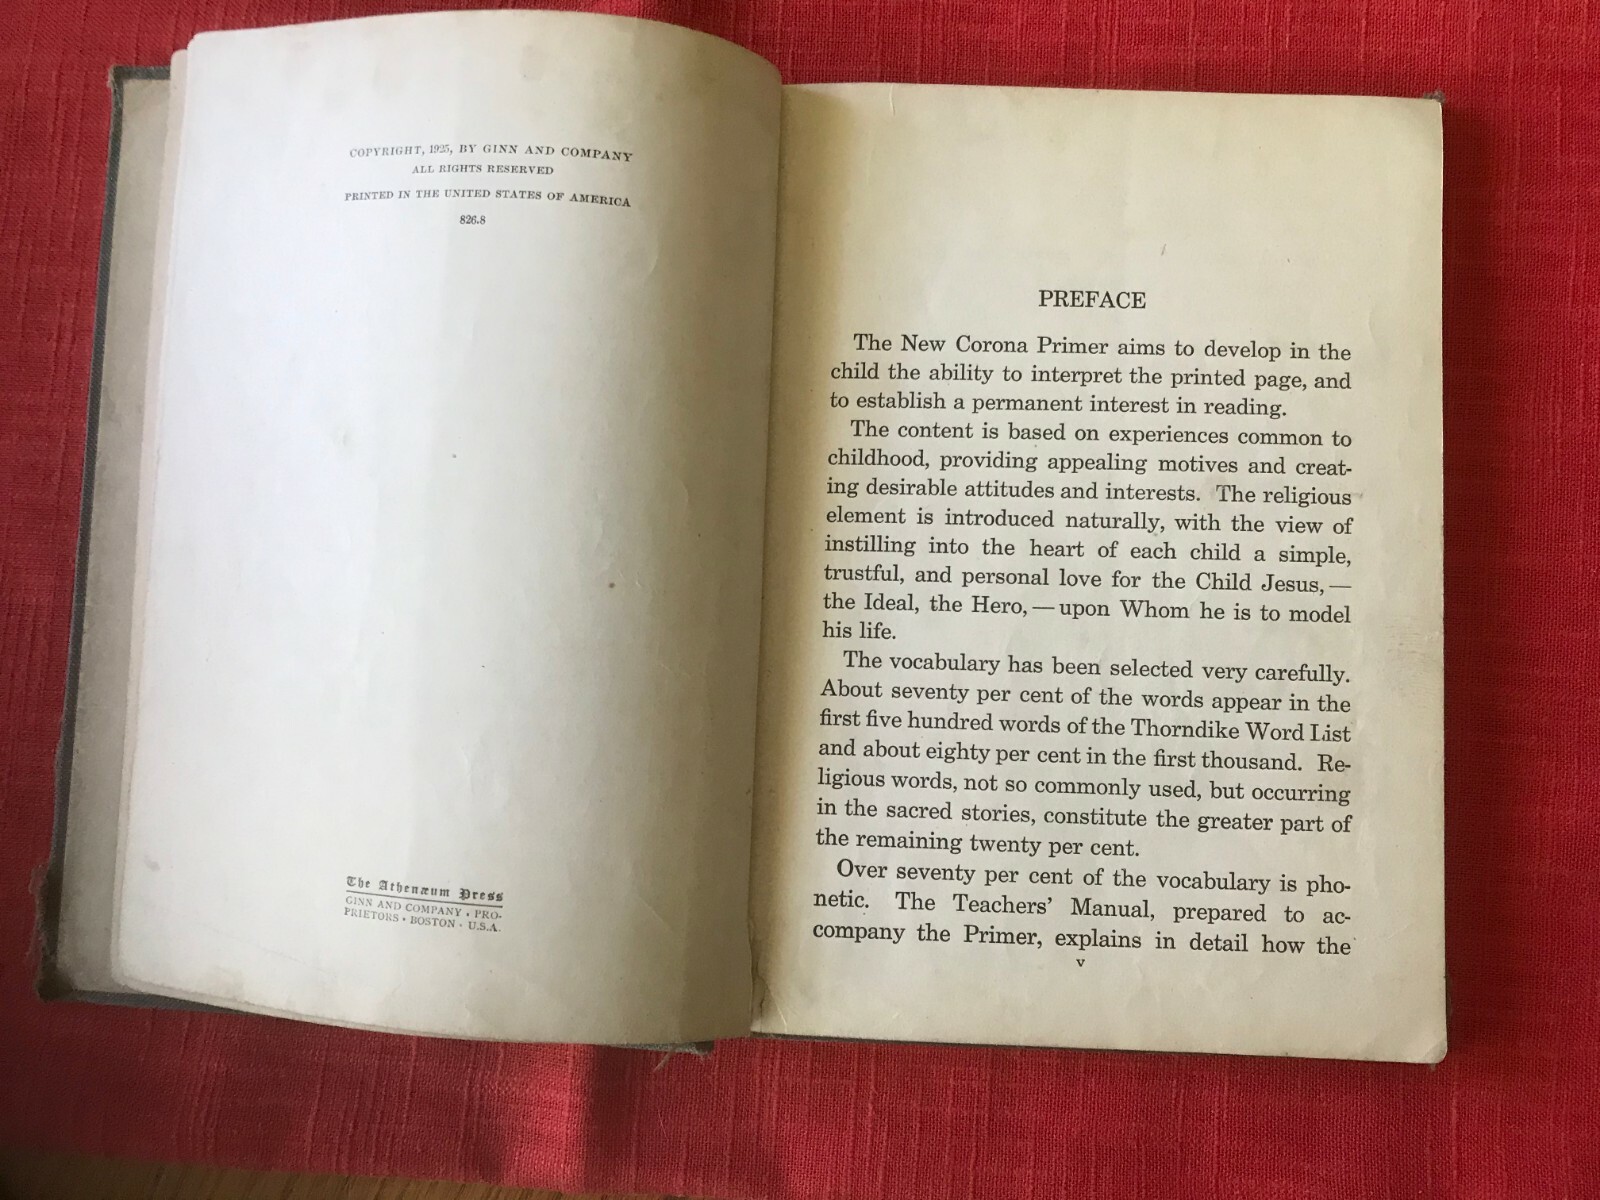 COPYRIGHT, 1925, BY GINN AND COMPANY
ALL RIGHTS RESERVED
PRINTED IN THE UNITED STATES OF AMERICA
826.8
The Athenæum Press
GINN AND COMPANY · PRO-
PRIETORS · BOSTON · U.S.A.
PREFACE
The New Corona Primer aims to develop in the
child the ability to interpret the printed page, and
to establish a permanent interest in reading.
The content is based on experiences common to
childhood, providing appealing motives and creat-
ing desirable attitudes and interests. The religious
element is introduced naturally, with the view of
instilling into the heart of each child a simple,
trustful, and personal love for the Child Jesus, —
the Ideal, the Hero, — upon Whom he is to model
his life.
The vocabulary has been selected very carefully.
About seventy per cent of the words appear in the
first five hundred words of the Thorndike Word List
and about eighty per cent in the first thousand. Re-
ligious words, not so commonly used, but occurring
in the sacred stories, constitute the greater part of
the remaining twenty per cent.
Over seventy per cent of the vocabulary is pho-
netic. The Teachers' Manual, prepared to ac-
company the Primer, explains in detail how the
v